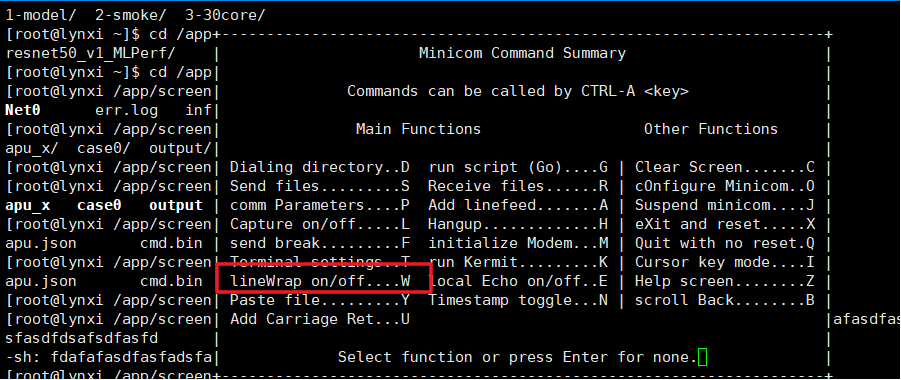 1-model/  2-smoke/  3-30core/
[root@lynxi ~]$ cd /app+----------------------------------------------------------------------+
resnet50_v1_MLPerf/    |                      Minicom Command Summary                      |
[root@lynxi ~]$ cd /app|
[root@lynxi /app/screen|              Commands can be called by CTRL-A <key>               |
Net0      err.log   inf|
[root@lynxi /app/screen|               Main Functions                  Other Functions     |
apu_x/  case0/  output/|
[root@lynxi /app/screen| Dialing directory..D  run script (Go)....G | Clear Screen.......C |
[root@lynxi /app/screen| Send files.........S  Receive files......R | cOnfigure Minicom..O |
apu_x   case0   output | comm Parameters....P  Add linefeed.......A | Suspend minicom....J |
[root@lynxi /app/screen| Capture on/off.....L  Hangup.............H | eXit and reset.....X |
apu.json       cmd.bin | send break.........F  initialize Modem...M | Quit with no reset.Q |
[root@lynxi /app/screen| Terminal settings..T  run Kermit.........K | Cursor key mode....I |
apu.json       cmd.bin | lineWrap on/off....W  local Echo on/off..E | Help screen........Z |
[root@lynxi /app/screen| Paste file.........Y  Timestamp toggle...N | scroll Back........B |
[root@lynxi /app/screen| Add Carriage Ret...U                                              |afasdfas
sfasdfdsafsdfasfd      |
-sh: fdafafasdfasfadsfa|             Select function or press Enter for none.              |
[root@lynxi /app/screen+----------------------------------------------------------------------+